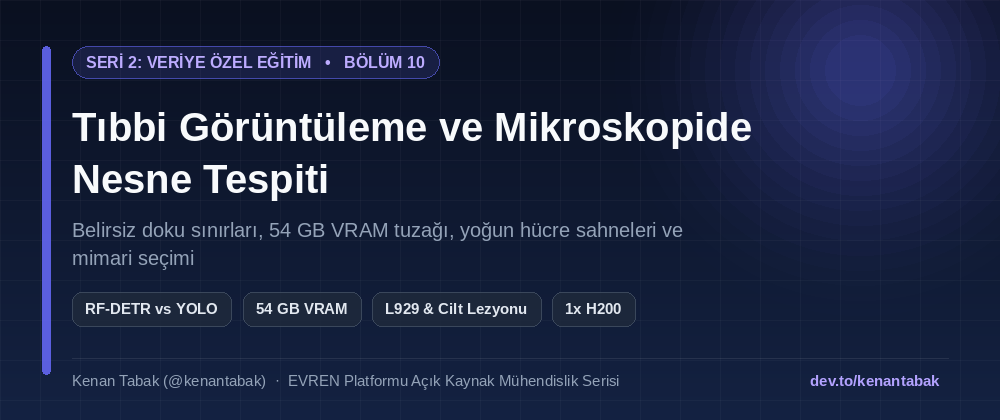 SERİ 2: VERİYE ÖZEL EĞİTİM • BÖLÜM 10
Tıbbi Görüntüleme ve Mikroskopide
Nesne Tespiti
Belirsiz doku sınırları, 54 GB VRAM tuzağı, yoğun hücre sahneleri ve
mimari seçimi
RF-DETR vs YOLO
54 GB VRAM
L929 & Cilt Lezyonu
1x H200
Kenan Tabak (@kenantabak) · EVREN Platformu Açık Kaynak Mühendislik Serisi
dev.to/kenantabak